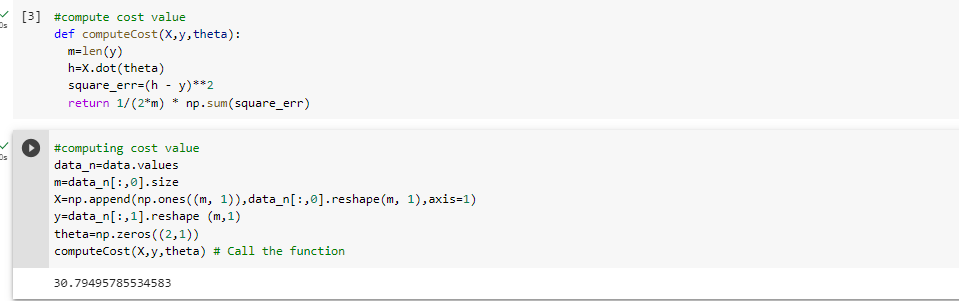 [3] #compute cost value
0s
def computeCost(X,y,theta):
m=len(y)
h=X.dot(theta)
square_err=(h - y)**2
return 1/(2*m) * np.sum(square_err)
#computing cost value
0s
data_n=data.values
m=data_n[:,0].size
X=np.append(np.ones((m, 1)),data_n[:,0].reshape(m, 1),axis=1)
y=data_n[:,1].reshape (m,1)
theta=np.zeros((2,1))
computeCost(X,y,theta) # Call the function
30.79495785534583